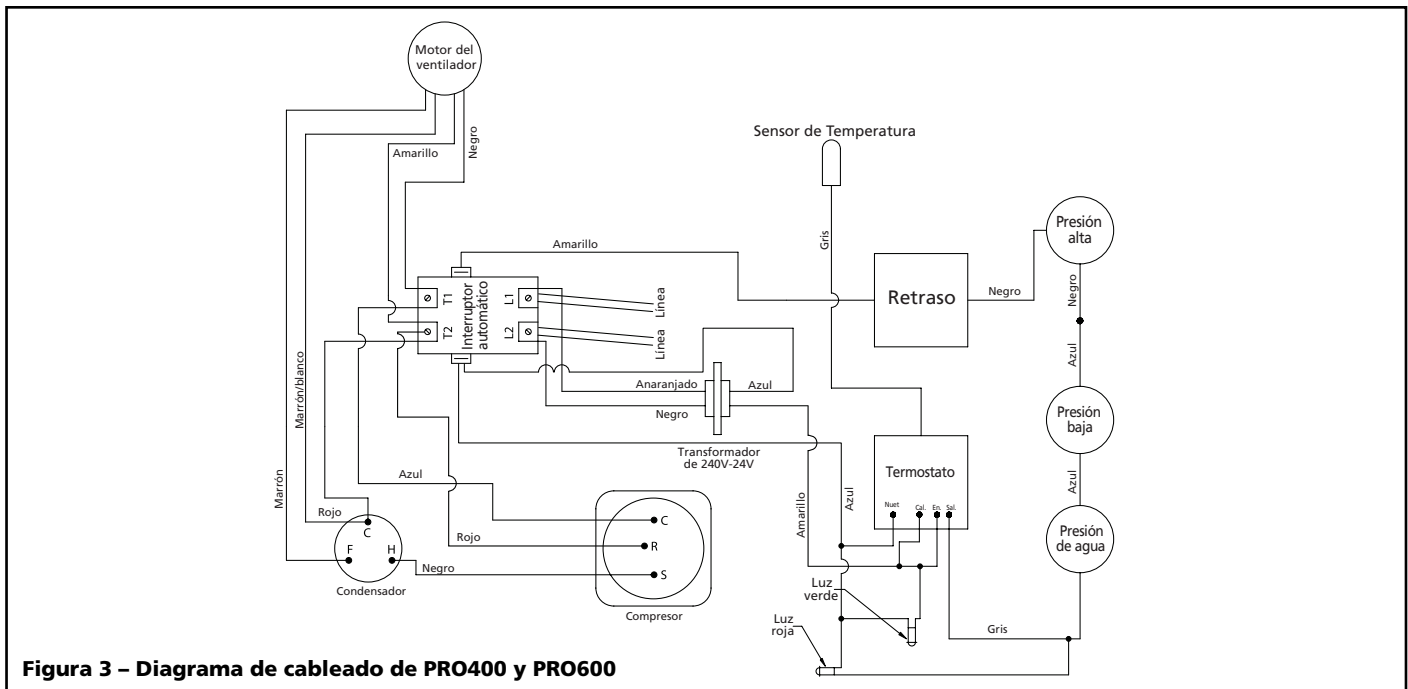 Motor del
ventilador
Sensor de Temperatura
Amarillo
Negro
Amarillo
Gris
Presión
alta
Retraso
Negro
Negro
T1
L1
T2
L2
Interruptor
automático
Línea
Línea
Azul
Anaranjado
Azul
Negro
Transformador
de 240V-24V
Presión
baja
Marrón/blanco
Marrón
Azul
Termostato
Nuet
Cal.
En.
Sal.
Azul
Amarillo
Azul
Rojo
C
F
H
Condensador
Rojo
Negro
C
R
S
Compresor
Presión
de agua
Luz
verde
Luz
roja
Gris
Figura 3 – Diagrama de cableado de PRO400 y PRO600